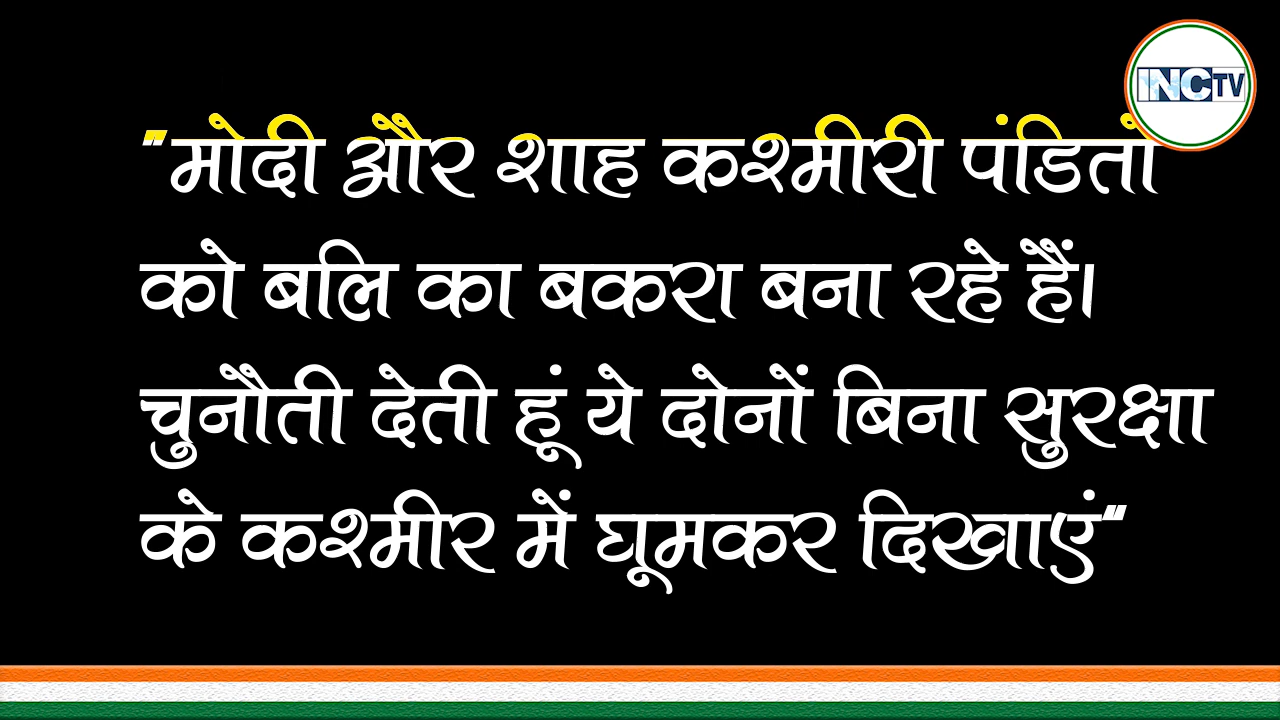 INCTV
"मोदी और शाह कश्मीरी पंडितों
को बलि का बकरा बना रहे हैं।
चुनौती देती हूं ये दोनों बिना सुरक्षा
के कश्मीर में घूमकर दिखाएं"